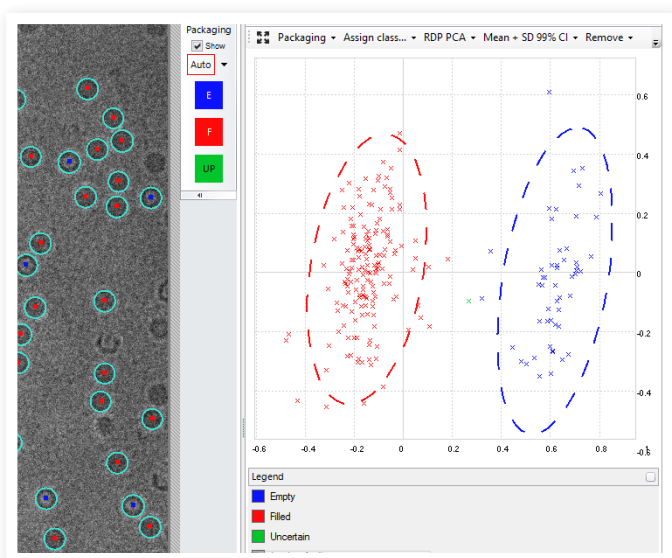 Packaging
Show
Auto
E
F
UP
Packaging Assign class... RDP PCA Mean + SD 99% CI Remove
0.6
0.4
0.2
0
-0.2
-0.4
-0.6 -0.4 -0.2 0 0.2 0.4 0.6 0.8
Legend
Empty
Filled
Uncertain